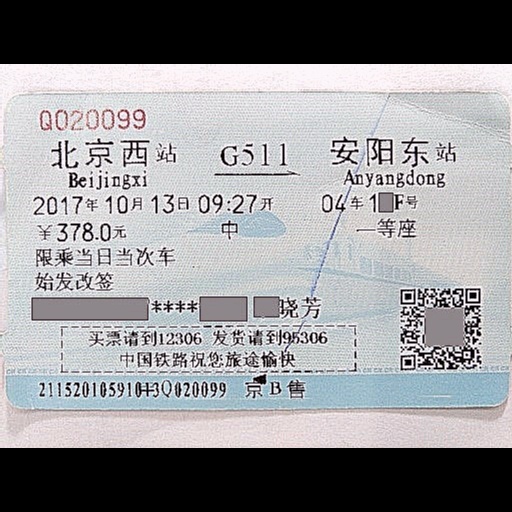 Q020099
北京西站 G511 安阳东站
Beijingxi Anyangdong
2017年10月13日09:27开 04车1F号
￥378.0元 中 一等座
限乘当日当次车
始发改签
**** 晓芳
买票请到12306 发货请到95306
中国铁路祝您旅途愉快
21152010591013Q020099 京B售